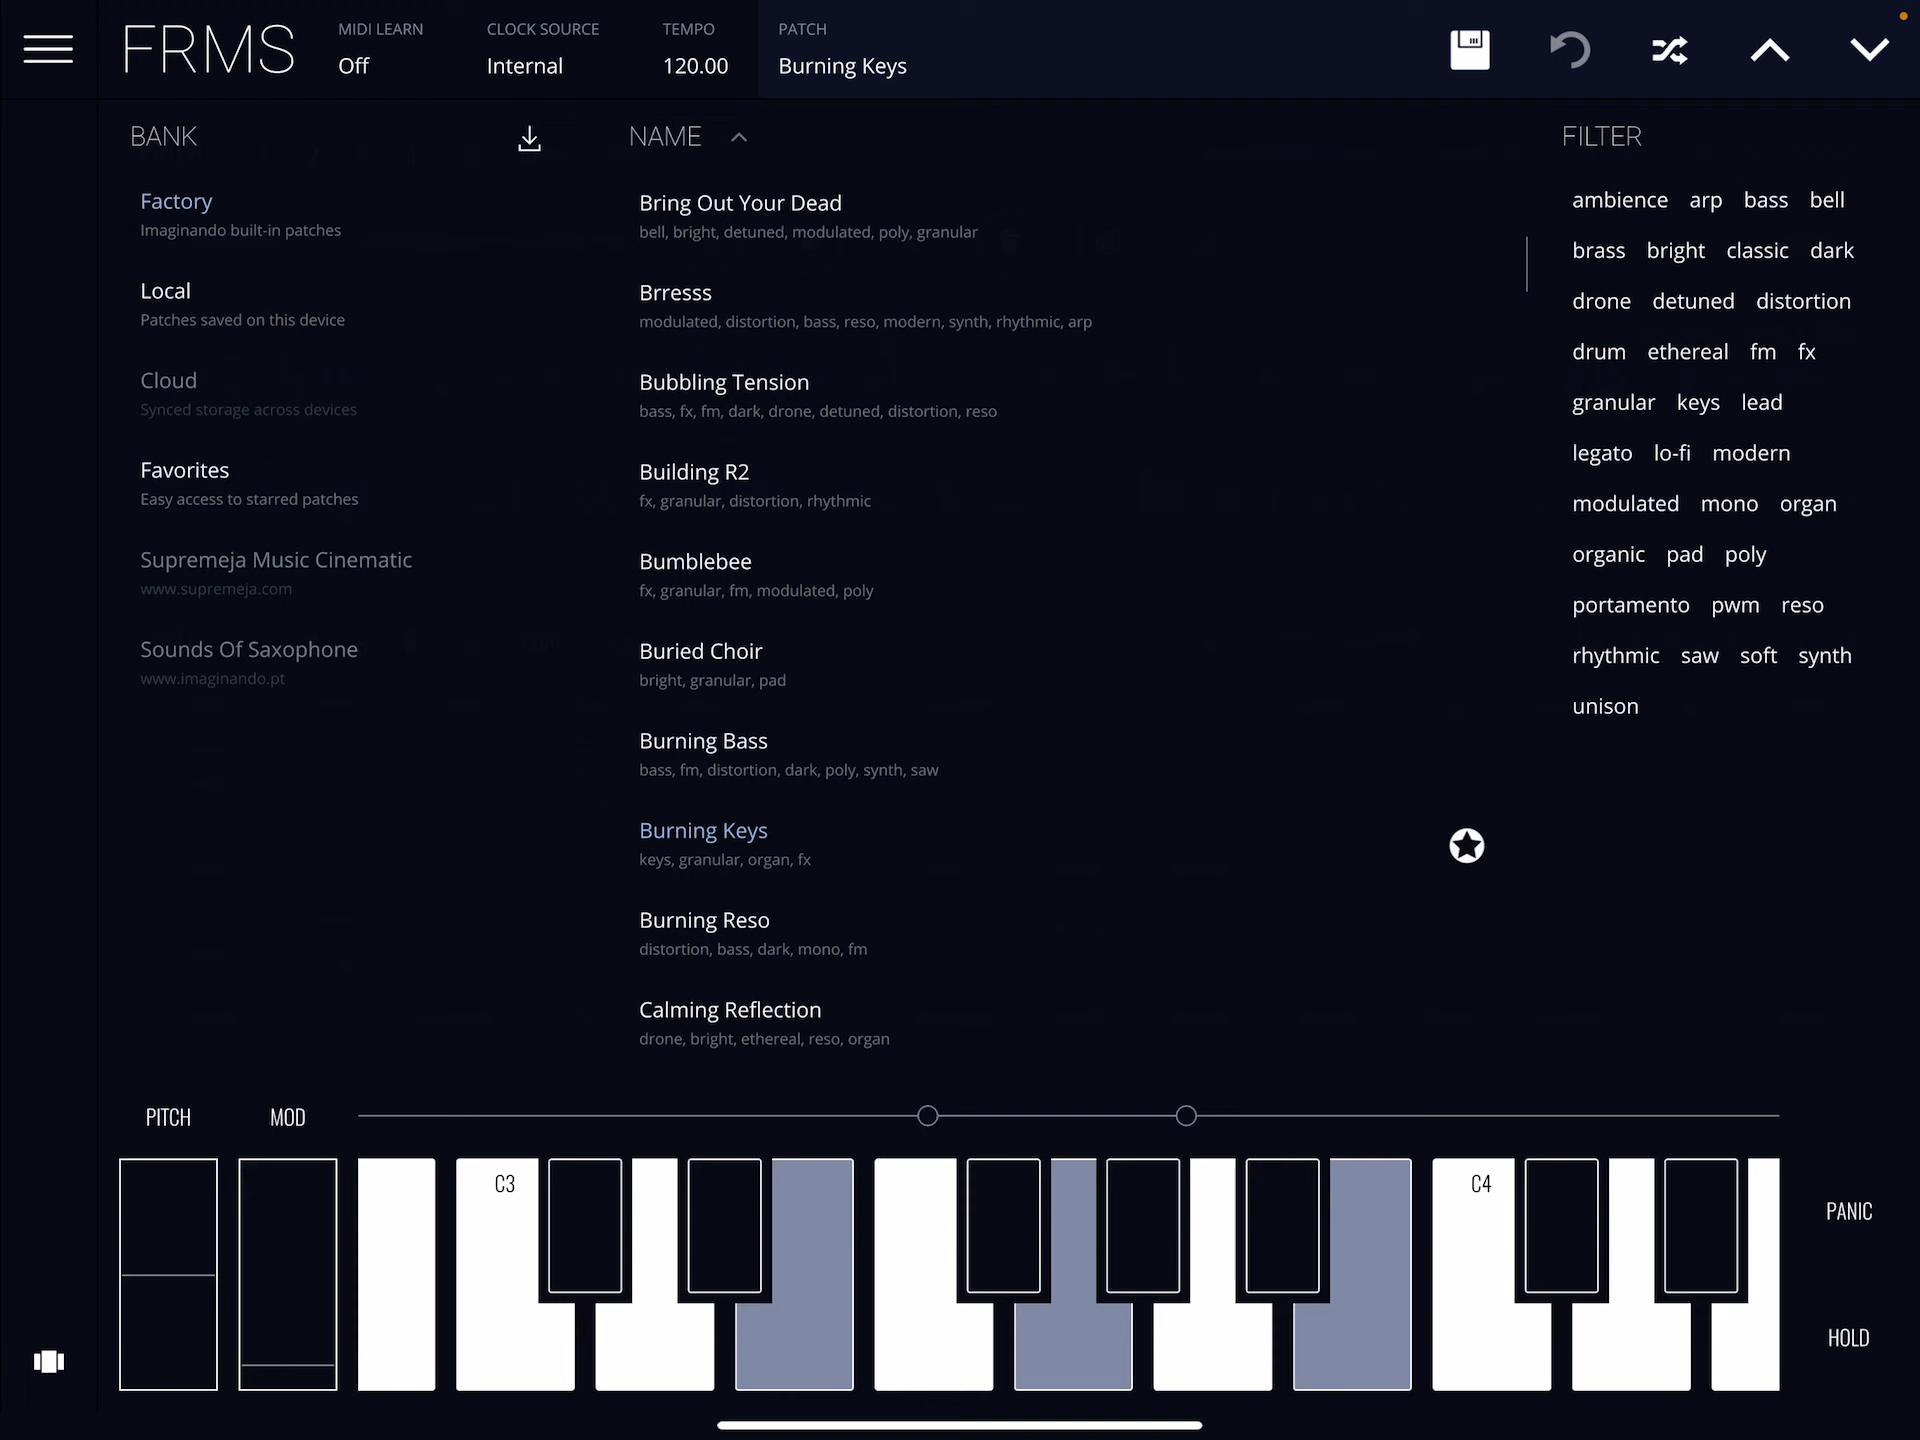 FRMS
MIDI LEARN
Off
CLOCK SOURCE
Internal
TEMPO
120.00
PATCH
Burning Keys
BANK
Factory
Imaginando built-in patches
Local
Patches saved on this device
Cloud
Synced storage across devices
Favorites
Easy access to starred patches
Supremeja Music Cinematic
www.supremeja.com
Sounds Of Saxophone
www.imaginando.pt
NAME
Bring Out Your Dead
bell, bright, detuned, modulated, poly, granular
Brresss
modulated, distortion, bass, reso, modern, synth, rhythmic, arp
Bubbling Tension
bass, fx, fm, dark, drone, detuned, distortion, reso
Building R2
fx, granular, distortion, rhythmic
Bumblebee
fx, granular, fm, modulated, poly
Buried Choir
bright, granular, pad
Burning Bass
bass, fm, distortion, dark, poly, synth, saw
Burning Keys
keys, granular, organ, fx
Burning Reso
distortion, bass, dark, mono, fm
Calming Reflection
drone, bright, ethereal, reso, organ
FILTER
ambience arp bass bell
brass bright classic dark
drone detuned distortion
drum ethereal fm fx
granular keys lead
legato lo-fi modern
modulated mono organ
organic pad poly
portamento pwm reso
rhythmic saw soft synth
unison
PITCH
MOD
C3
C4
PANIC
HOLD